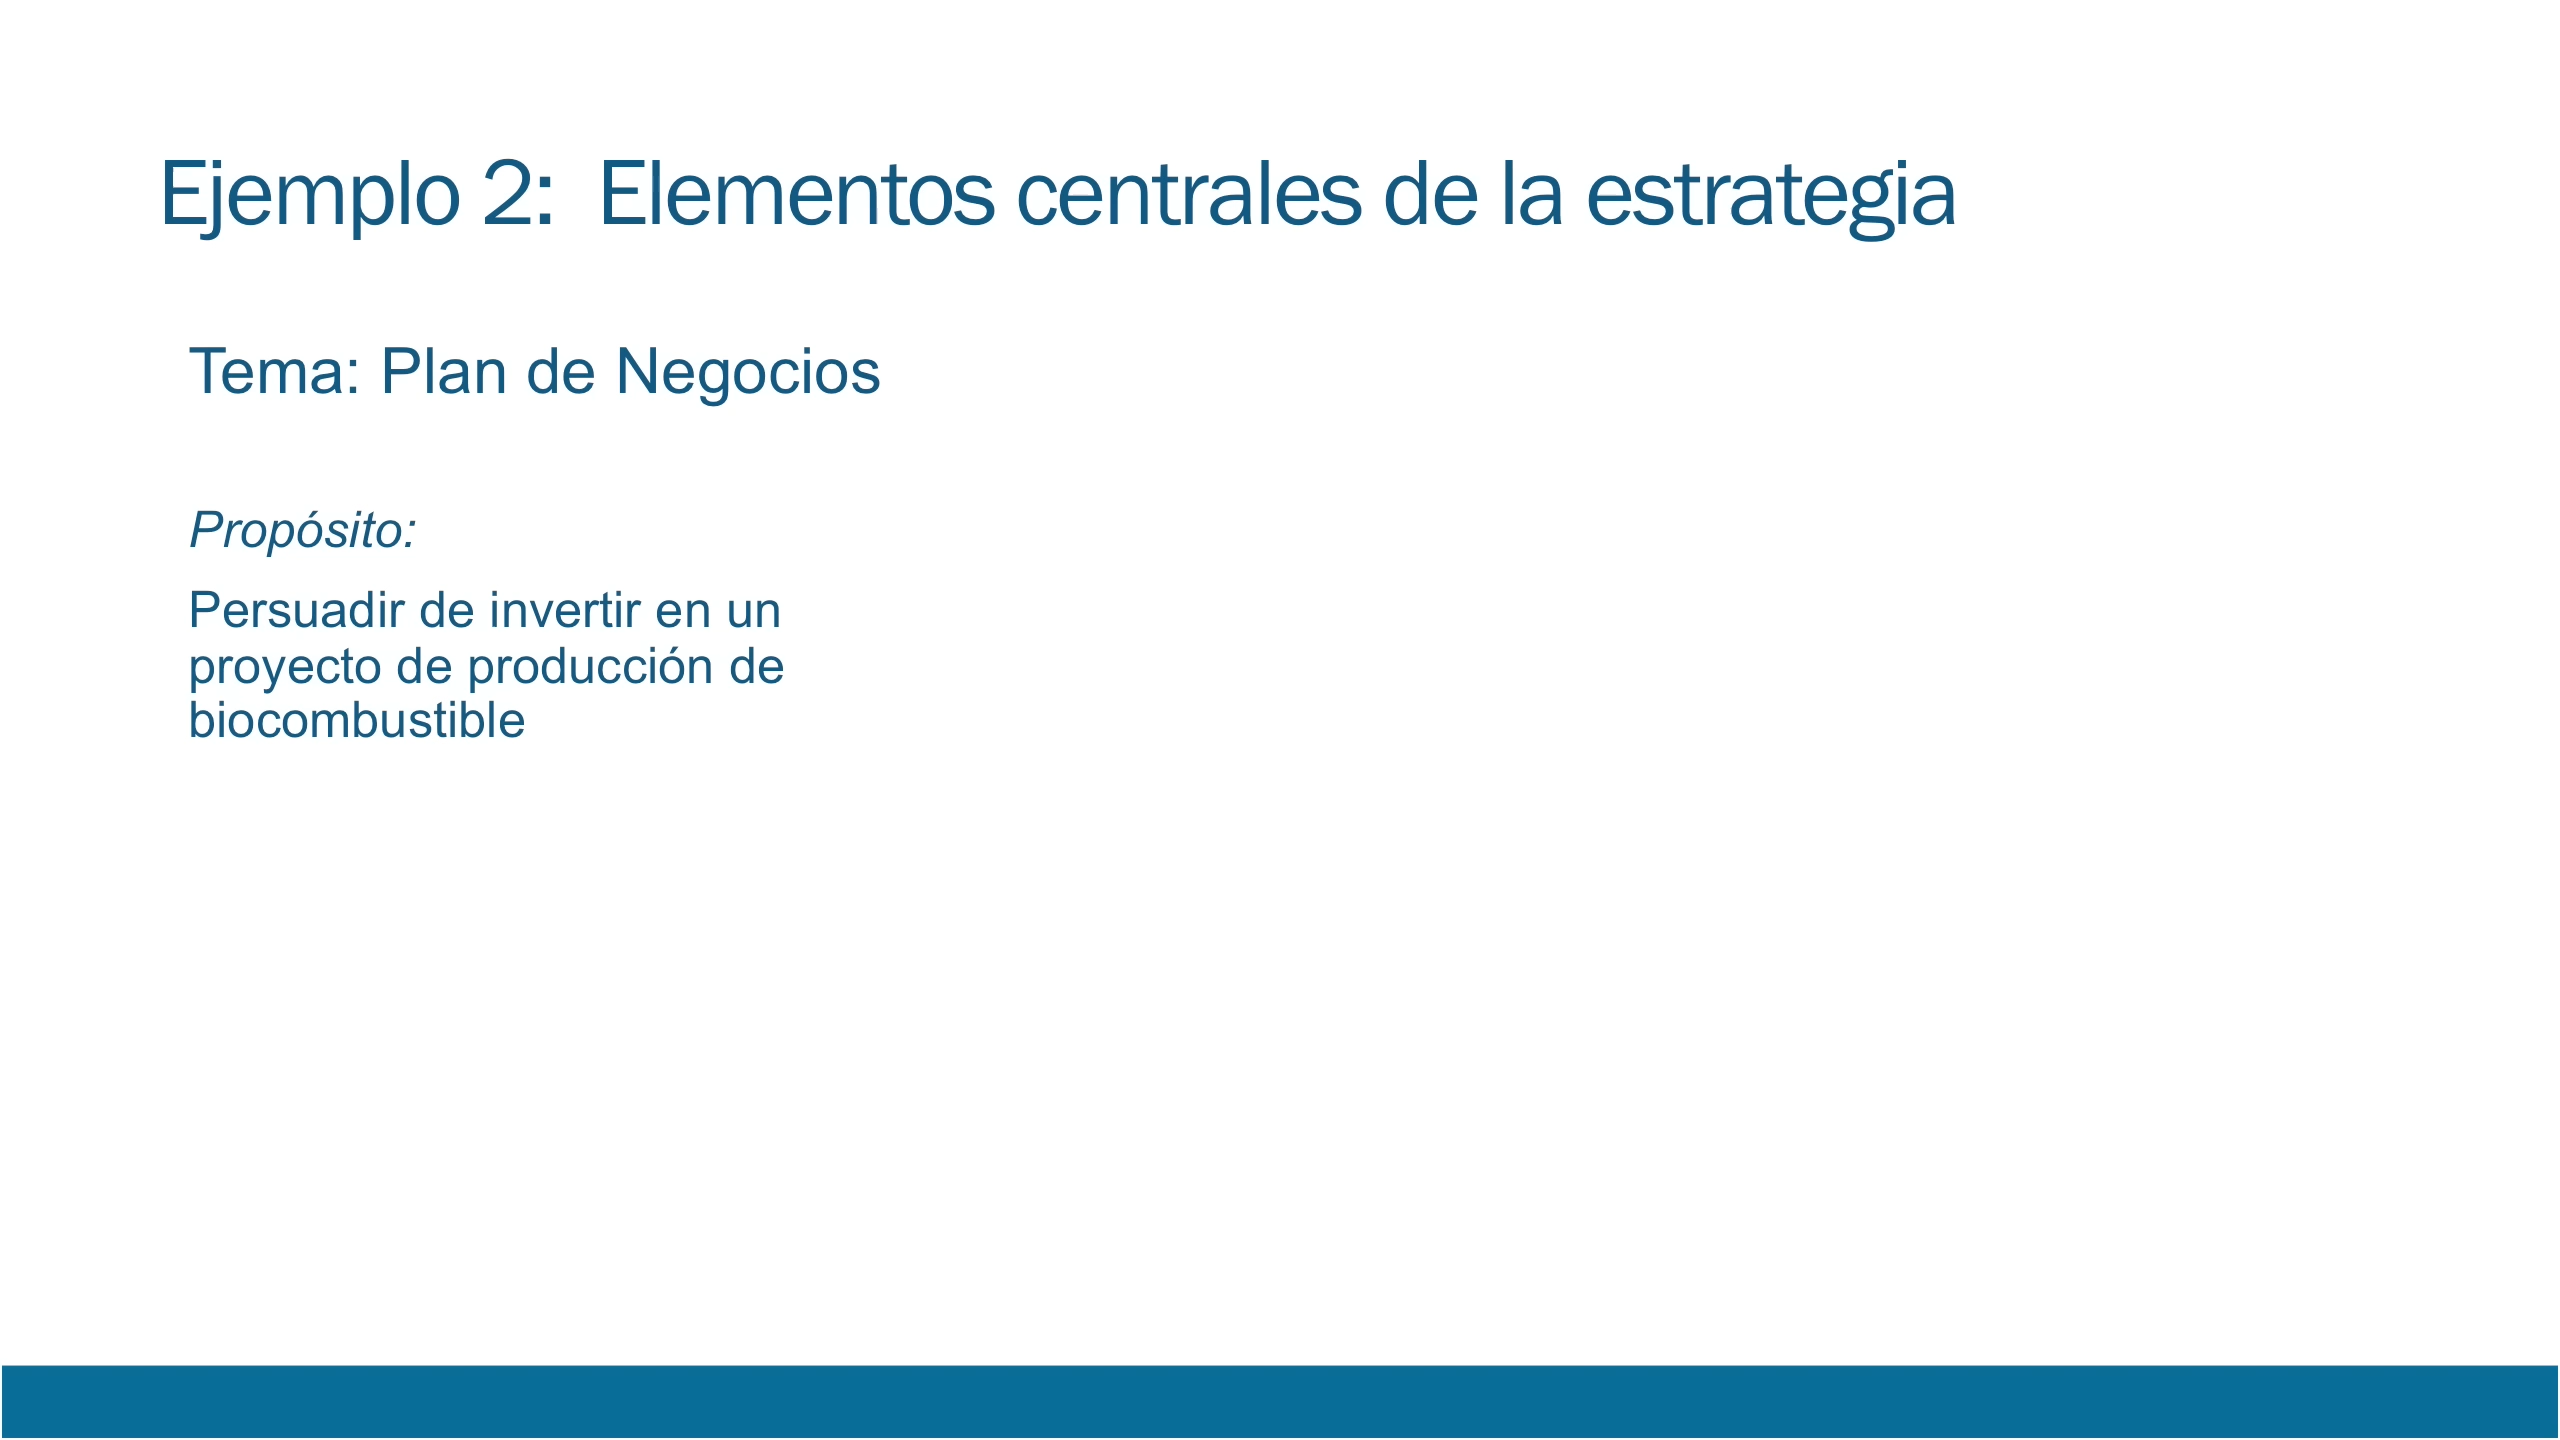 Ejemplo 2:  Elementos centrales de la estrategia
Tema: Plan de Negocios
Propósito:
Persuadir de invertir en un
proyecto de producción de
biocombustible